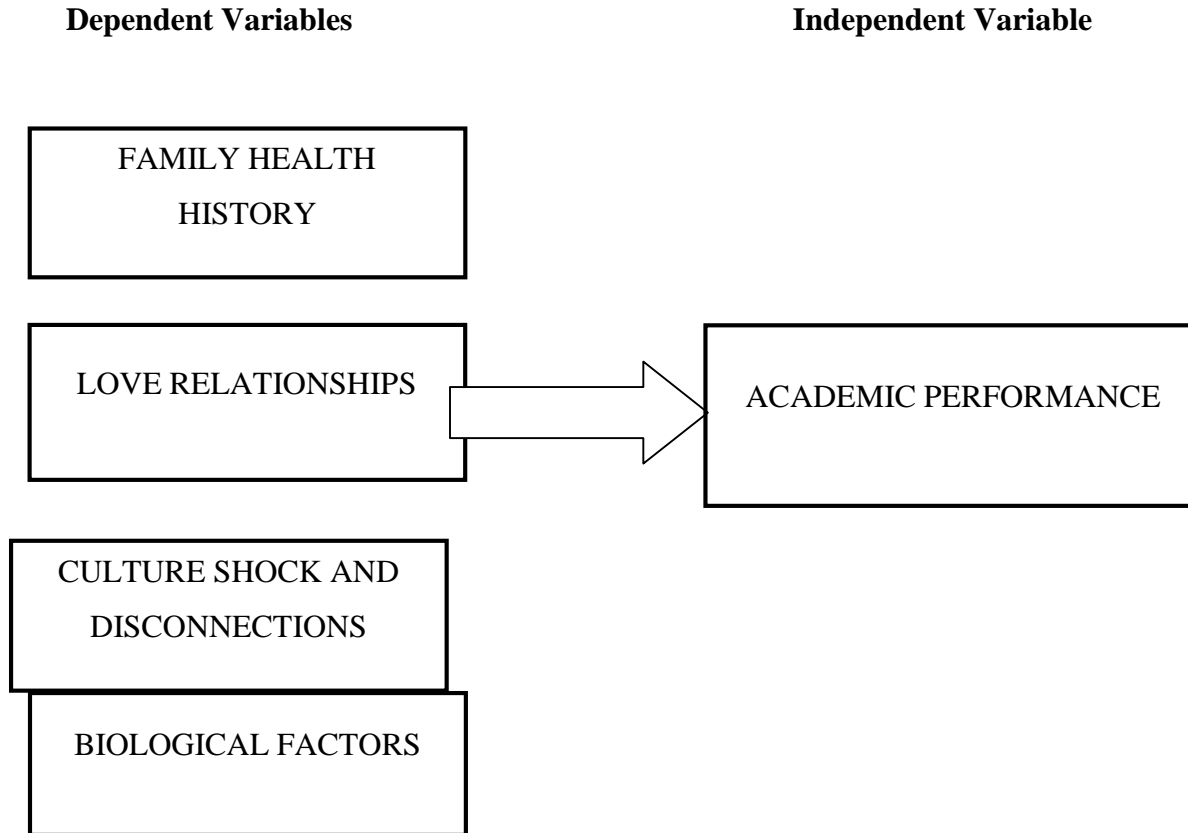 Dependent Variables
Independent Variable
FAMILY HEALTH
HISTORY
LOVE RELATIONSHIPS
ACADEMIC PERFORMANCE
CULTURE SHOCK AND
DISCONNECTIONS
BIOLOGICAL FACTORS